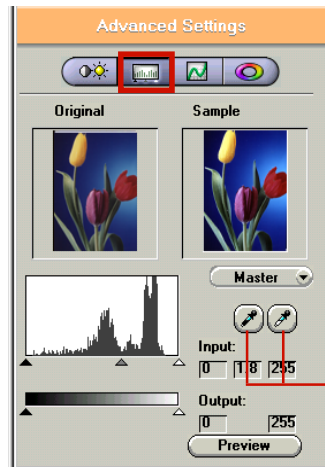 Advanced Settings
Original Sample
Master
Input:
0 1.8 255
Output:
0 255
Preview